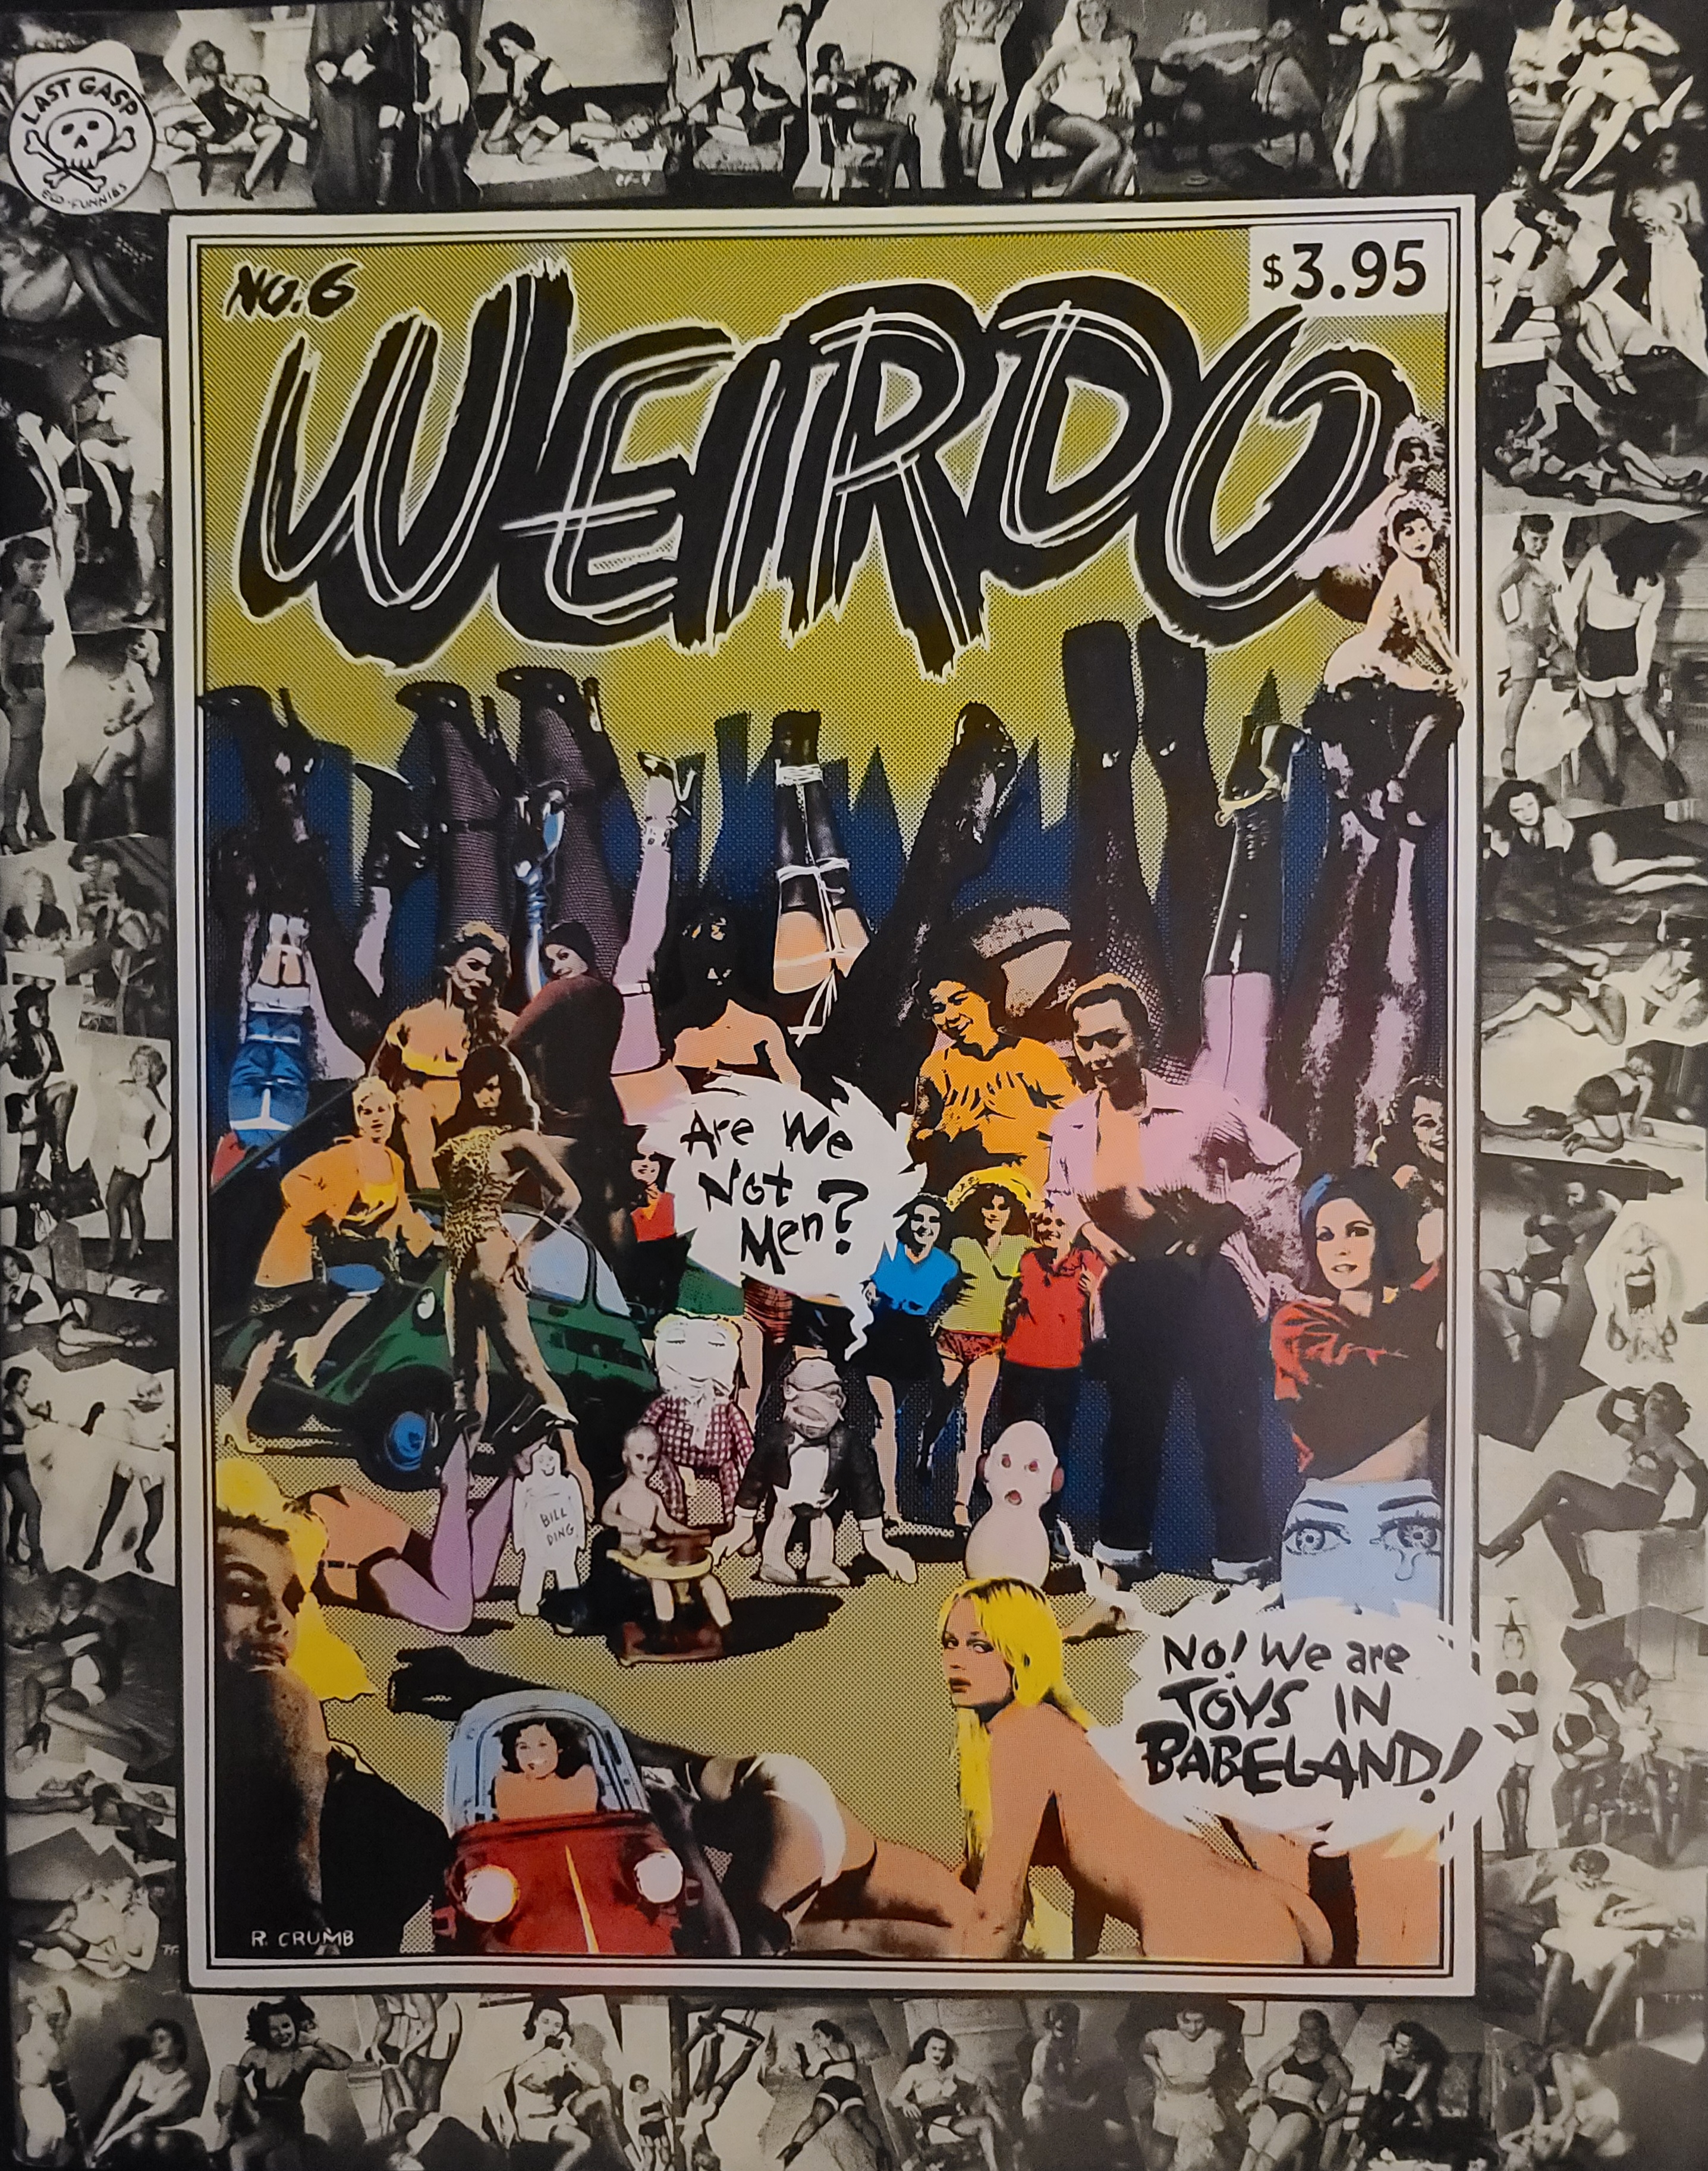 LAST GASP
ECO-FUNNIES
No. 6
$3.95
WEIRDO
Are We
Not
Men?
BILL
DING
No! We are
TOYS IN
BABELAND!
R. CRUMB